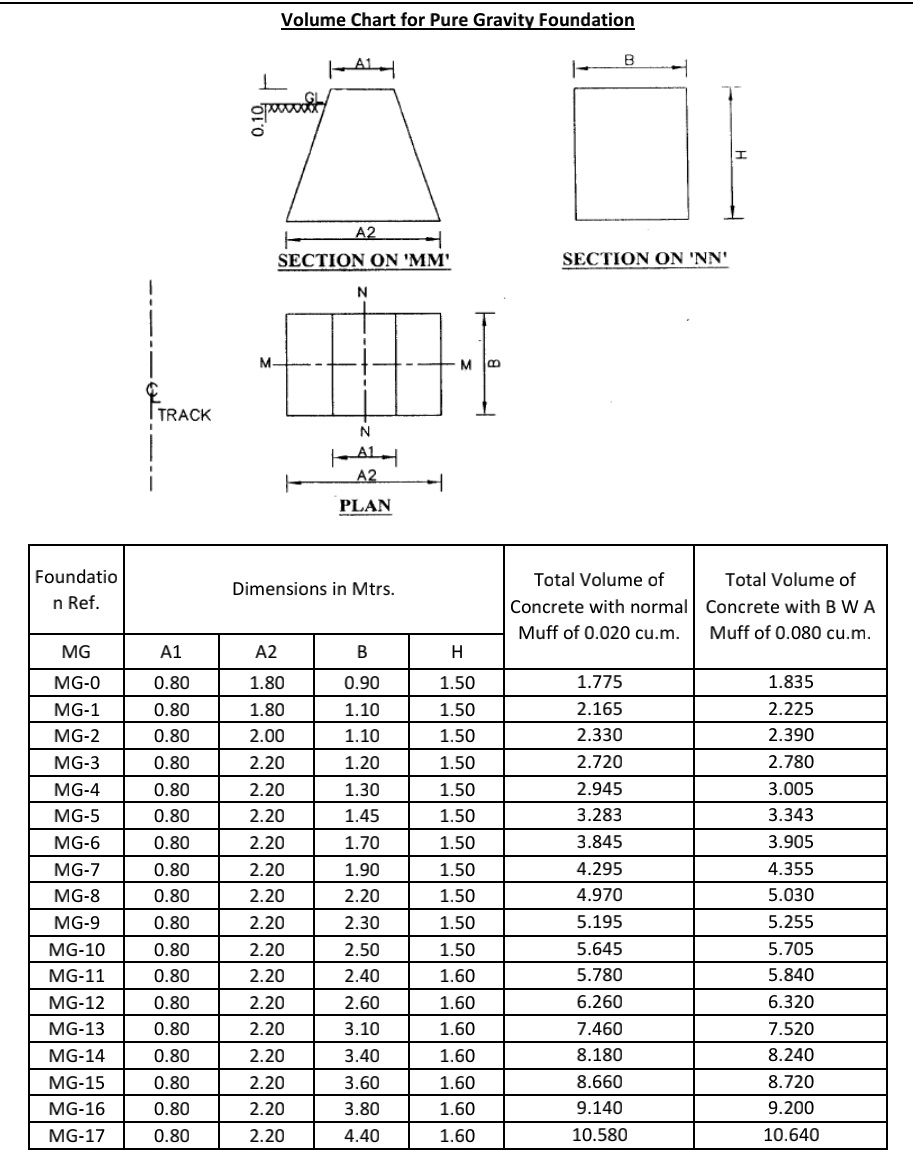 Volume Chart for Pure Gravity Foundation
A1
B
GL
0.10
H
A2
SECTION ON 'MM'
SECTION ON 'NN'
N
M
M
B
℄
TRACK
N
A1
A2
PLAN
Foundatio
n Ref.
Dimensions in Mtrs.
Total Volume of
Concrete with normal
Muff of 0.020 cu.m.
Total Volume of
Concrete with B W A
Muff of 0.080 cu.m.
MG A1 A2 B H
MG-0 0.80 1.80 0.90 1.50 1.775 1.835
MG-1 0.80 1.80 1.10 1.50 2.165 2.225
MG-2 0.80 2.00 1.10 1.50 2.330 2.390
MG-3 0.80 2.20 1.20 1.50 2.720 2.780
MG-4 0.80 2.20 1.30 1.50 2.945 3.005
MG-5 0.80 2.20 1.45 1.50 3.283 3.343
MG-6 0.80 2.20 1.70 1.50 3.845 3.905
MG-7 0.80 2.20 1.90 1.50 4.295 4.355
MG-8 0.80 2.20 2.20 1.50 4.970 5.030
MG-9 0.80 2.20 2.30 1.50 5.195 5.255
MG-10 0.80 2.20 2.50 1.50 5.645 5.705
MG-11 0.80 2.20 2.40 1.60 5.780 5.840
MG-12 0.80 2.20 2.60 1.60 6.260 6.320
MG-13 0.80 2.20 3.10 1.60 7.460 7.520
MG-14 0.80 2.20 3.40 1.60 8.180 8.240
MG-15 0.80 2.20 3.60 1.60 8.660 8.720
MG-16 0.80 2.20 3.80 1.60 9.140 9.200
MG-17 0.80 2.20 4.40 1.60 10.580 10.640